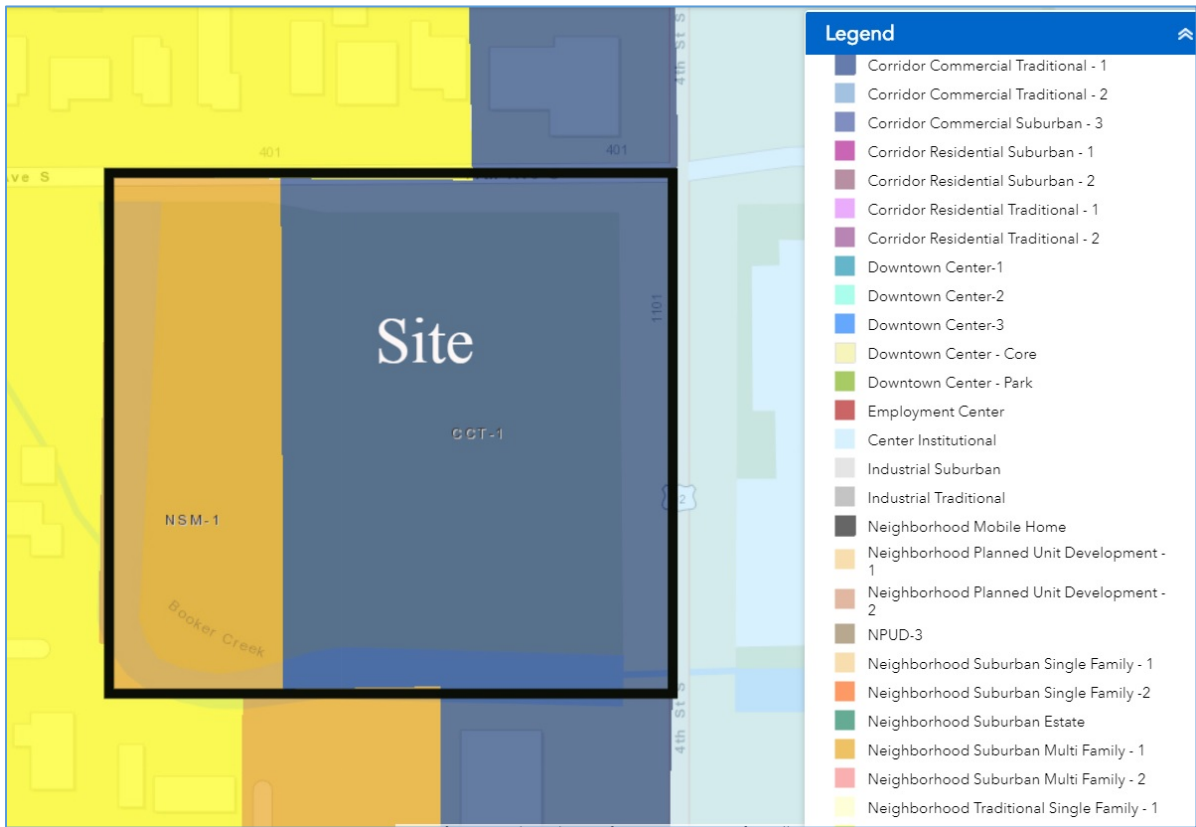 4th St S
Legend
Corridor Commercial Traditional - 1
Corridor Commercial Traditional - 2
Corridor Commercial Suburban - 3
Corridor Residential Suburban - 1
Corridor Residential Suburban - 2
Corridor Residential Traditional - 1
Corridor Residential Traditional - 2
Downtown Center-1
Downtown Center-2
Downtown Center-3
Downtown Center - Core
Downtown Center - Park
Employment Center
Center Institutional
Industrial Suburban
Industrial Traditional
Neighborhood Mobile Home
Neighborhood Planned Unit Development -
1
Neighborhood Planned Unit Development -
2
NPUD-3
Neighborhood Suburban Single Family - 1
Neighborhood Suburban Single Family -2
Neighborhood Suburban Estate
Neighborhood Suburban Multi Family - 1
Neighborhood Suburban Multi Family - 2
Neighborhood Traditional Single Family - 1
401
401
Ave S
1101
Site
CCT-1
NSM-1
Booker Creek
4th St S